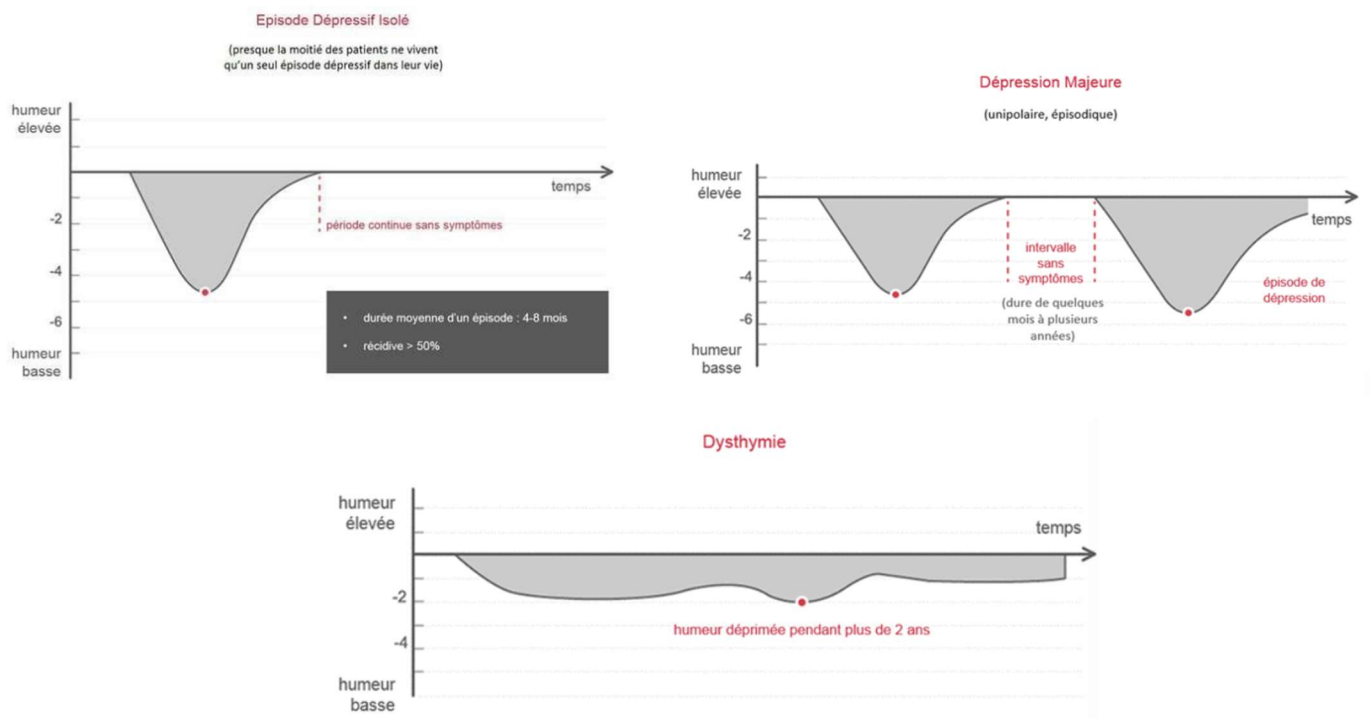 Episode Dépressif Isolé
(presque la moitié des patients ne vivent
qu'un seul épisode dépressif dans leur vie)
humeur
élevée
temps
-2
période continue sans symptômes
-4
-6
• durée moyenne d'un épisode : 4-8 mois
• récidive > 50%
humeur
basse
Dépression Majeure
(unipolaire, épisodique)
humeur
élevée
temps
-2
intervalle
sans
symptômes
-4
(dure de quelques
mois à plusieurs
années)
épisode de
dépression
-6
humeur
basse
Dysthymie
humeur
élevée
temps
-2
humeur déprimée pendant plus de 2 ans
-4
humeur
basse